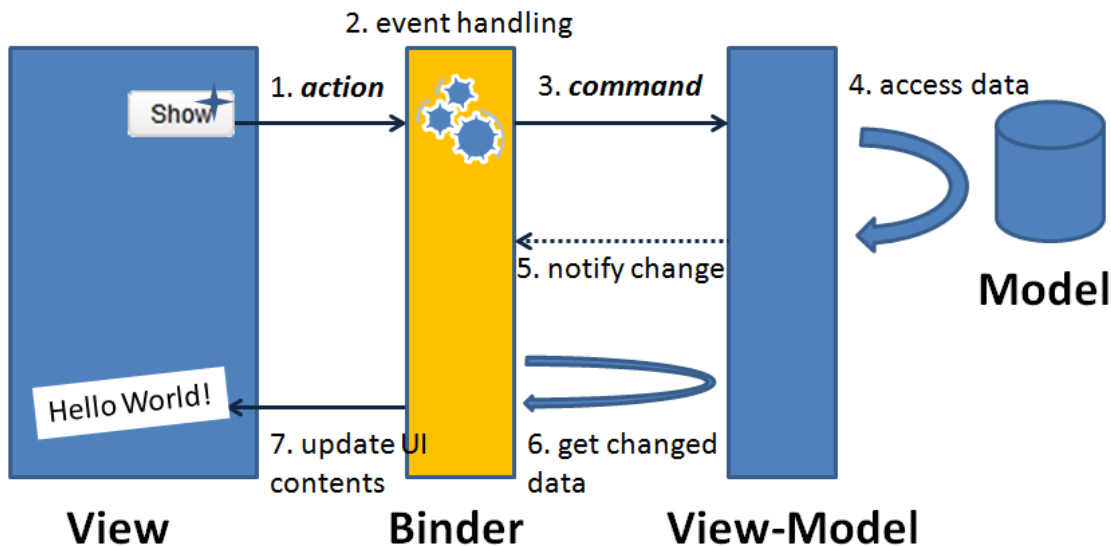 2. event handling
1. action
3. command
4. access data
Show
5. notify change
Model
Hello World!
7. update UI
contents
6. get changed
data
View
Binder
View-Model